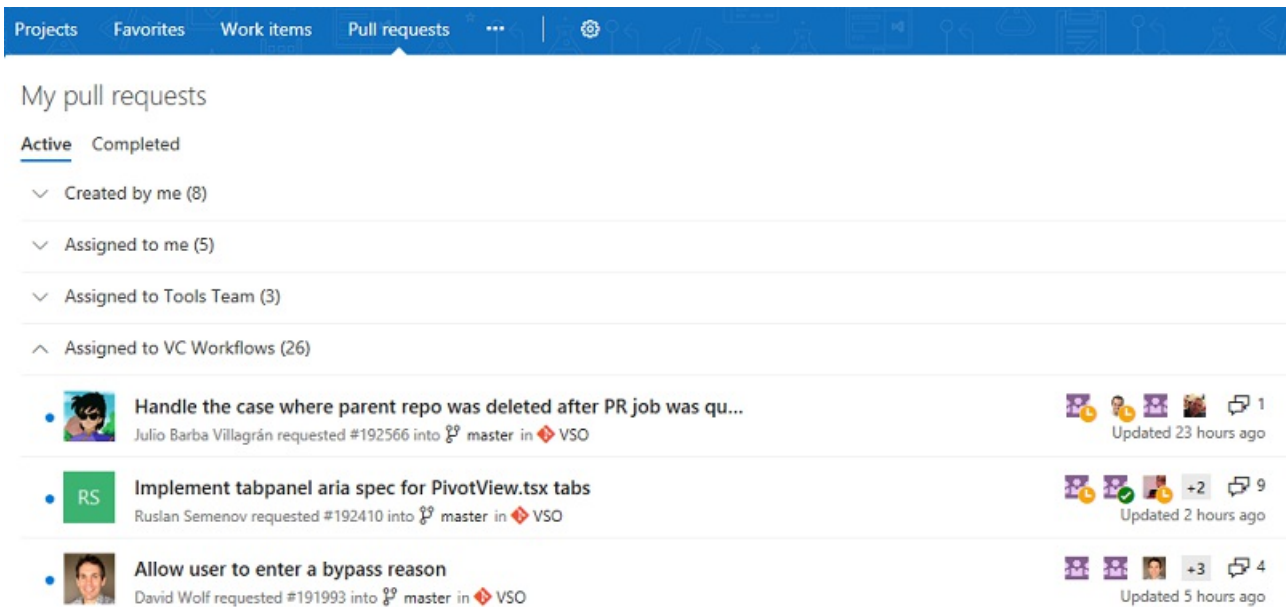 Projects Favorites Work items Pull requests ...
My pull requests
Active Completed
Created by me (8)
Assigned to me (5)
Assigned to Tools Team (3)
Assigned to VC Workflows (26)
Handle the case where parent repo was deleted after PR job was qu... 1
Julio Barba Villagrán requested #192566 into master in VSO Updated 23 hours ago
RS Implement tabpanel aria spec for PivotView.tsx tabs +2 9
Ruslan Semenov requested #192410 into master in VSO Updated 2 hours ago
Allow user to enter a bypass reason +3 4
David Wolf requested #191993 into master in VSO Updated 5 hours ago